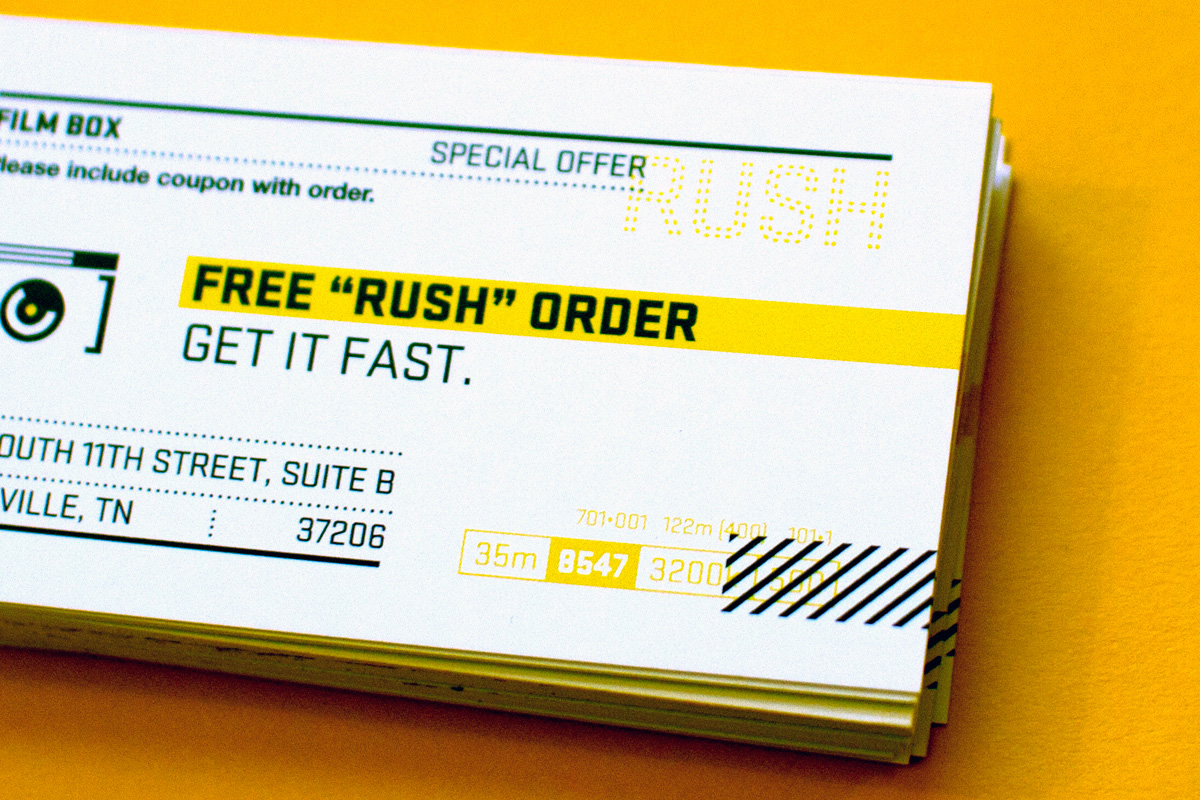 FILM BOX
SPECIAL OFFER
RUSH
lease include coupon with order.
FREE “RUSH” ORDER
GET IT FAST.
OUTH 11TH STREET, SUITE B
VILLE, TN
37206
701•001 122m (400) 101•1
35m 8547 3200